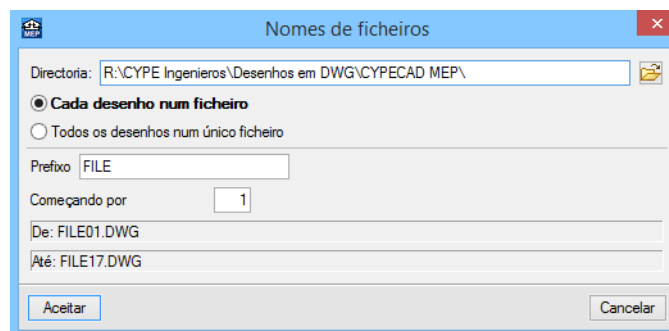 MEP
Nomes de ficheiros
Directoria: R:\CYPE Ingenieros\Desenhos em DWG\CYPECAD MEP\
Cada desenho num ficheiro
Todos os desenhos num único ficheiro
Prefixo FILE
Começando por 1
De: FILE01.DWG
Até: FILE17.DWG
Aceitar Cancelar